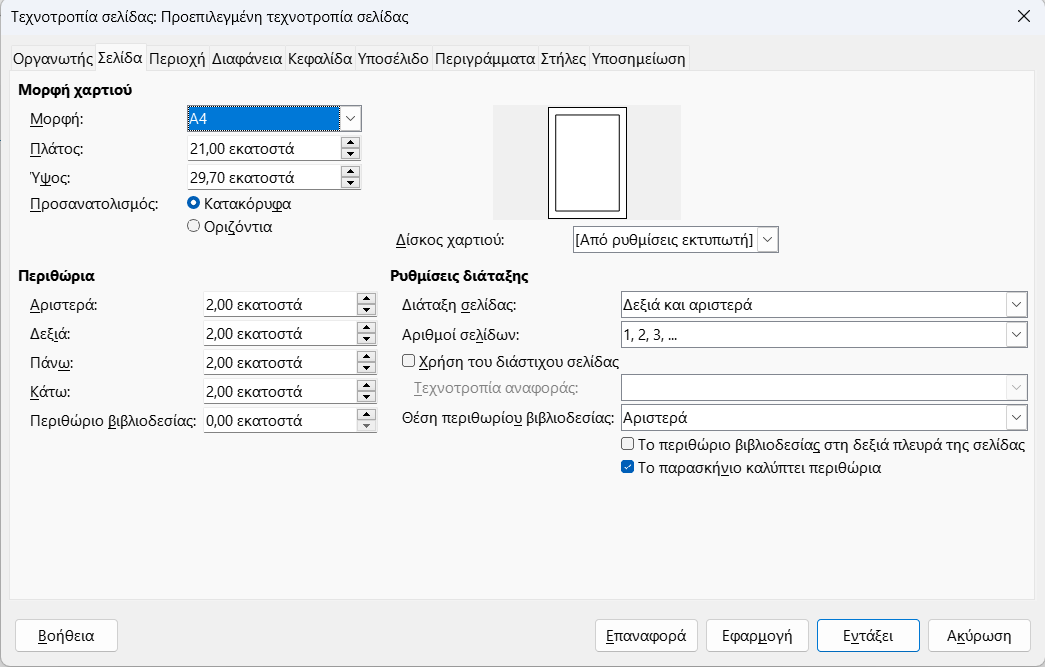 Τεχνοτροπία σελίδας: Προεπιλεγμένη τεχνοτροπία σελίδας
Οργανωτής Σελίδα Περιοχή Διαφάνεια Κεφαλίδα Υποσέλιδο Περιγράμματα Στήλες Υποσημείωση
Μορφή χαρτιού
Μορφή: A4
Πλάτος: 21,00 εκατοστά
Ύψος: 29,70 εκατοστά
Προσανατολισμός: Κατακόρυφα
Οριζόντια
Δίσκος χαρτιού: [Από ρυθμίσεις εκτυπωτή]
Περιθώρια
Αριστερά: 2,00 εκατοστά
Δεξιά: 2,00 εκατοστά
Πάνω: 2,00 εκατοστά
Κάτω: 2,00 εκατοστά
Περιθώριο βιβλιοδεσίας: 0,00 εκατοστά
Ρυθμίσεις διάταξης
Διάταξη σελίδας: Δεξιά και αριστερά
Αριθμοί σελίδων: 1, 2, 3, ...
Χρήση του διάστιχου σελίδας
Τεχνοτροπία αναφοράς:
Θέση περιθωρίου βιβλιοδεσίας: Αριστερά
Το περιθώριο βιβλιοδεσίας στη δεξιά πλευρά της σελίδας
Το παρασκήνιο καλύπτει περιθώρια
Βοήθεια Επαναφορά Εφαρμογή Εντάξει Ακύρωση